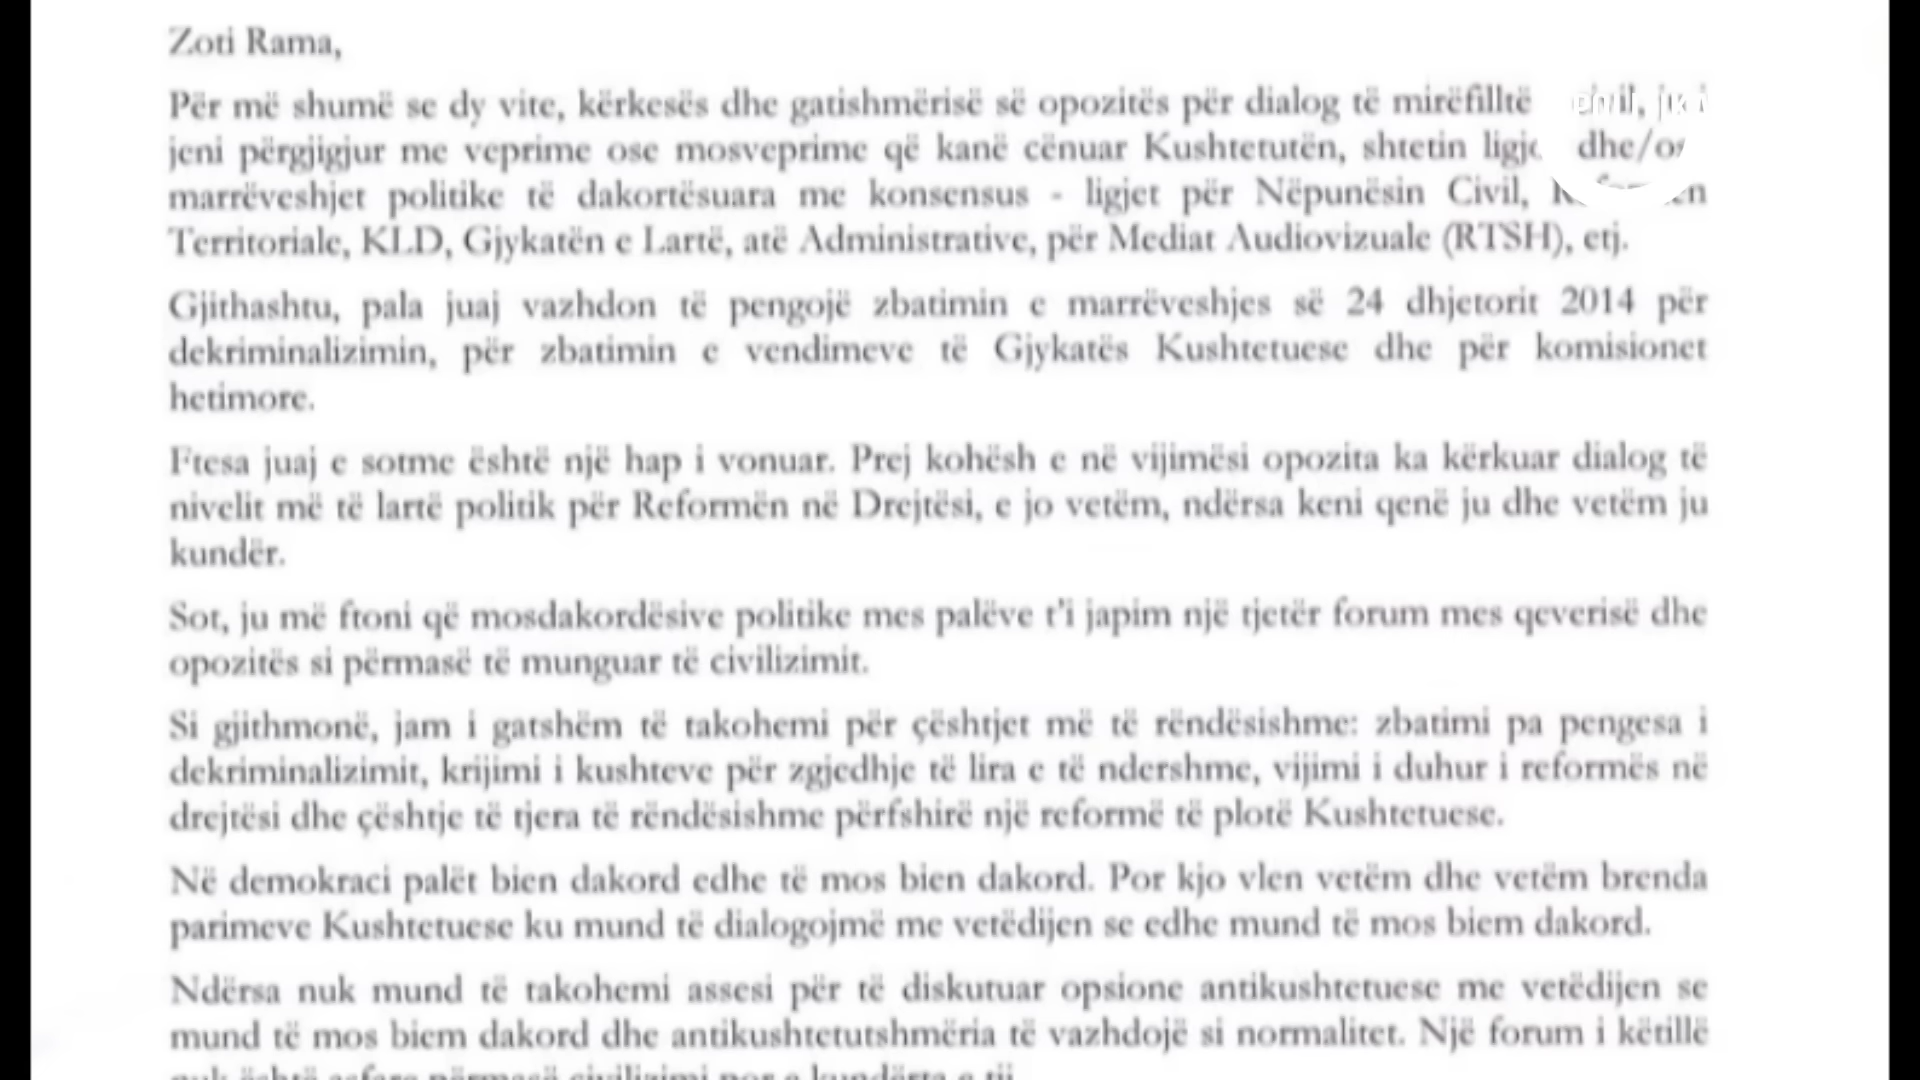 Zoti Rama,
Për më shumë se dy vite, kërkesës dhe gatishmërisë së opozitës për dialog të mirëfilltë
jeni përgjigjur me veprime ose mosveprime që kanë cënuar Kushtetutën, shtetin
marrëveshjet politike të dakortësuara me konsensus - ligjet për Nëpunësin Civil,
Territoriale, KLD, Gjykatën e Lartë, atë Administrative, për Mediat Audiovizuale (RTSH), etj.
Gjithashtu, pala juaj vazhdon të pengojë zbatimin e marrëveshjes së 24 dhjetorit 2014 për
dekriminalizimin, për zbatimin e vendimeve të Gjykatës Kushtetuese dhe për komisionet
hetimore.
Ftesa juaj e sotme është një hap i vonuar. Prej kohësh e në vijimësi opozita ka kërkuar dialog të
nivelit më të lartë politik për Reformën në Drejtësi, e jo vetëm, ndërsa keni qenë ju dhe vetëm ju
kundër.
Sot, ju më ftoni që mosdakordësive politike mes palëve t'i japim një tjetër forum mes qeverisë dhe
opozitës si përmasë të munguar të civilizimit.
Si gjithmonë, jam i gatshëm të takohemi për çështjet më të rëndësishme: zbatimi pa pengesa i
dekriminalizimit, krijimi i kushteve për zgjedhje të lira e të ndershme, vijimi i duhur i reformës në
drejtësi dhe çështje të tjera të rëndësishme përfshirë një reformë të plotë Kushtetuese.
Në demokraci palët bien dakord edhe të mos bien dakord. Por kjo vlen vetëm dhe vetëm brenda
parimeve Kushtetuese ku mund të dialogojmë me vetëdijen se edhe mund të mos biem dakord.
Ndërsa nuk mund të takohemi assesi për të diskutuar opsione antikushtetuese me vetëdijen se
mund të mos biem dakord dhe antikushtetutshmëria të vazhdojë si normalitet. Një forum i këtillë